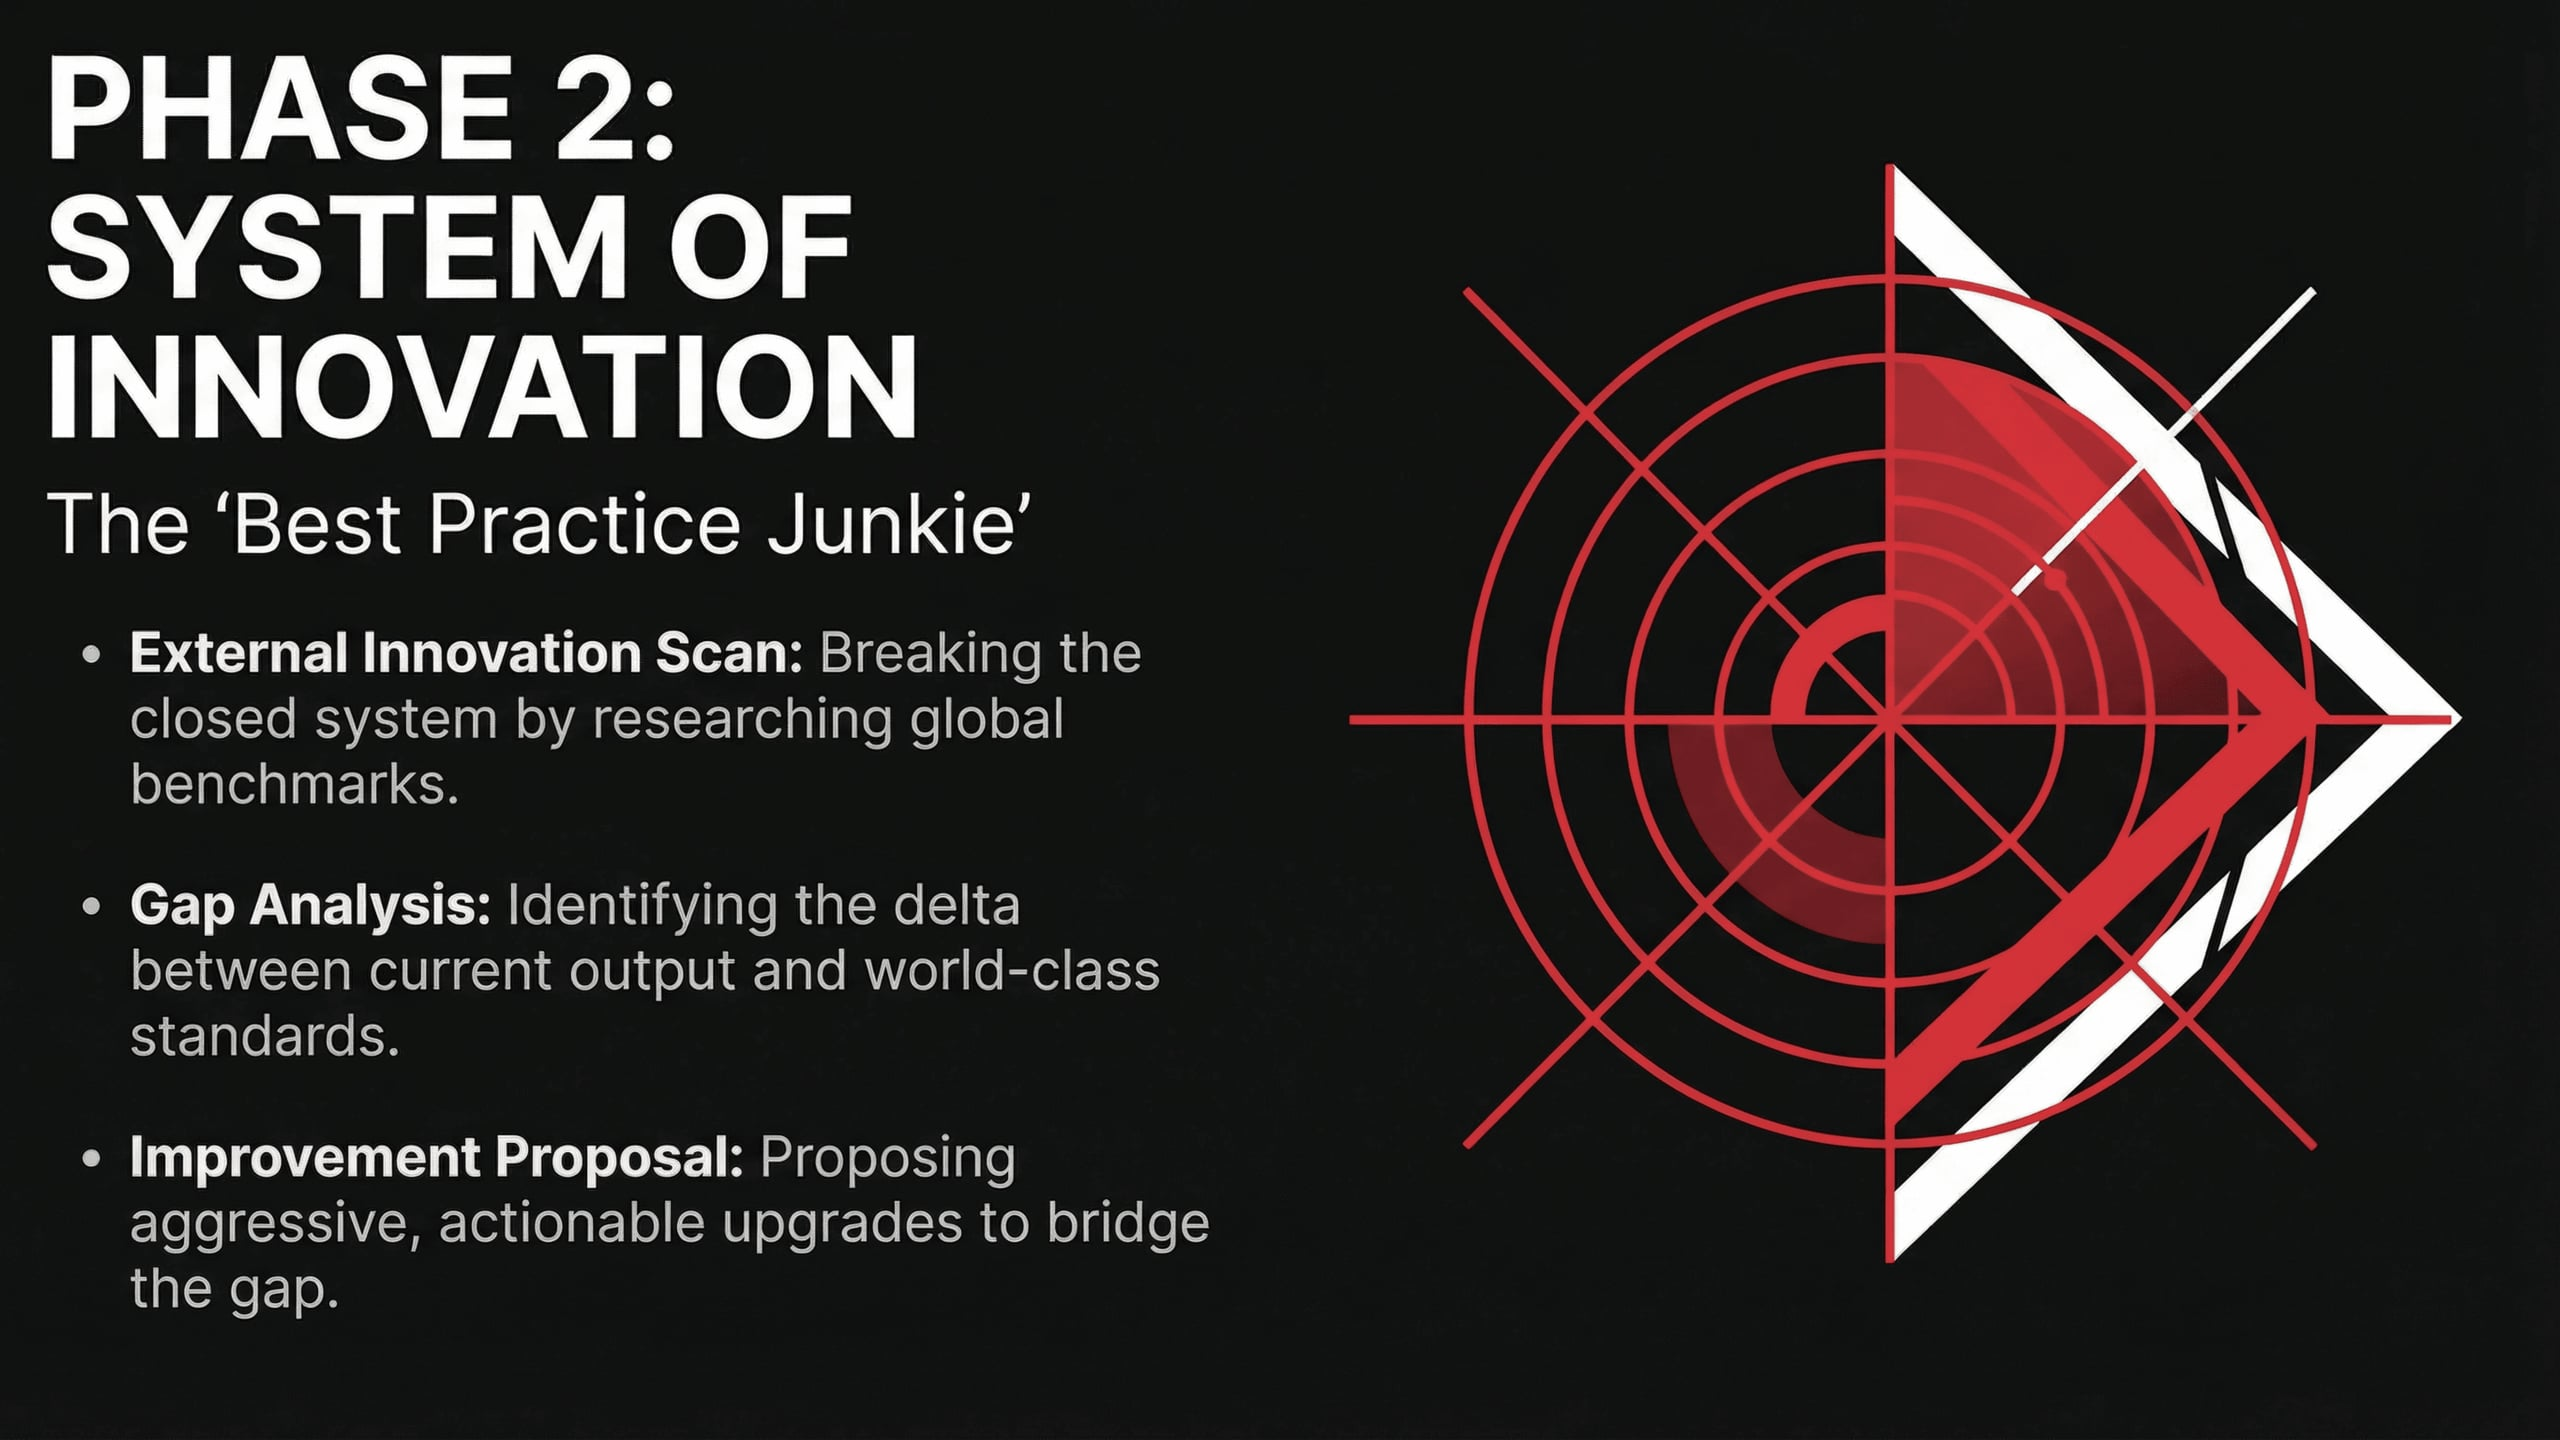 PHASE 2:
SYSTEM OF
INNOVATION
The ‘Best Practice Junkie’
• External Innovation Scan: Breaking the
closed system by researching global
benchmarks.
• Gap Analysis: Identifying the delta
between current output and world-class
standards.
• Improvement Proposal: Proposing
aggressive, actionable upgrades to bridge
the gap.